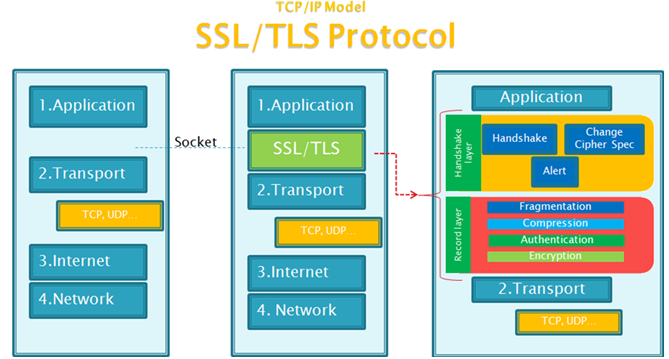 TCP/IP Model
SSL/TLS Protocol
1.Application
Socket
2.Transport
TCP, UDP...
3.Internet
4.Network
1.Application
SSL/TLS
2.Transport
TCP, UDP...
3.Internet
4. Network
Application
Handshake layer
Handshake
Change
Cipher Spec
Alert
Record layer
Fragmentation
Compression
Authentication
Encryption
2.Transport
TCP, UDP...